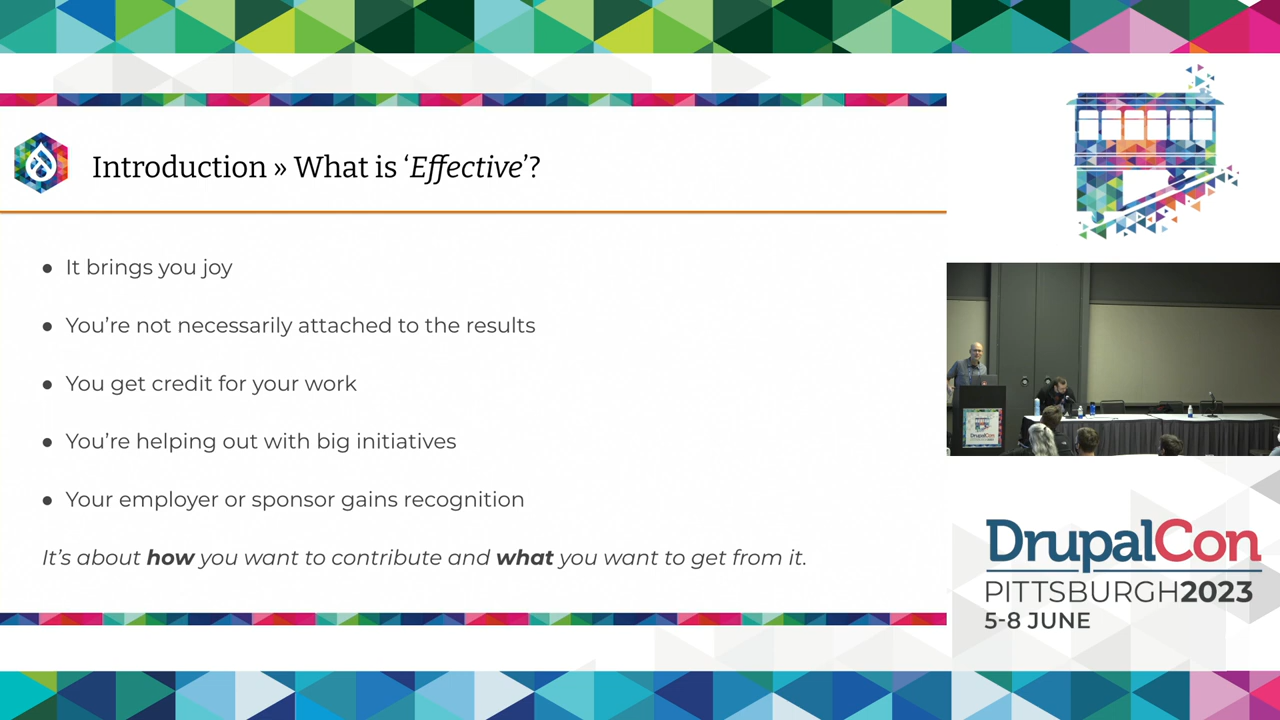 Introduction » What is ‘Effective’?
● It brings you joy
● You’re not necessarily attached to the results
● You get credit for your work
● You’re helping out with big initiatives
● Your employer or sponsor gains recognition
It’s about how you want to contribute and what you want to get from it.
DrupalCon
DrupalCon
PITTSBURGH2023
5-8 JUNE